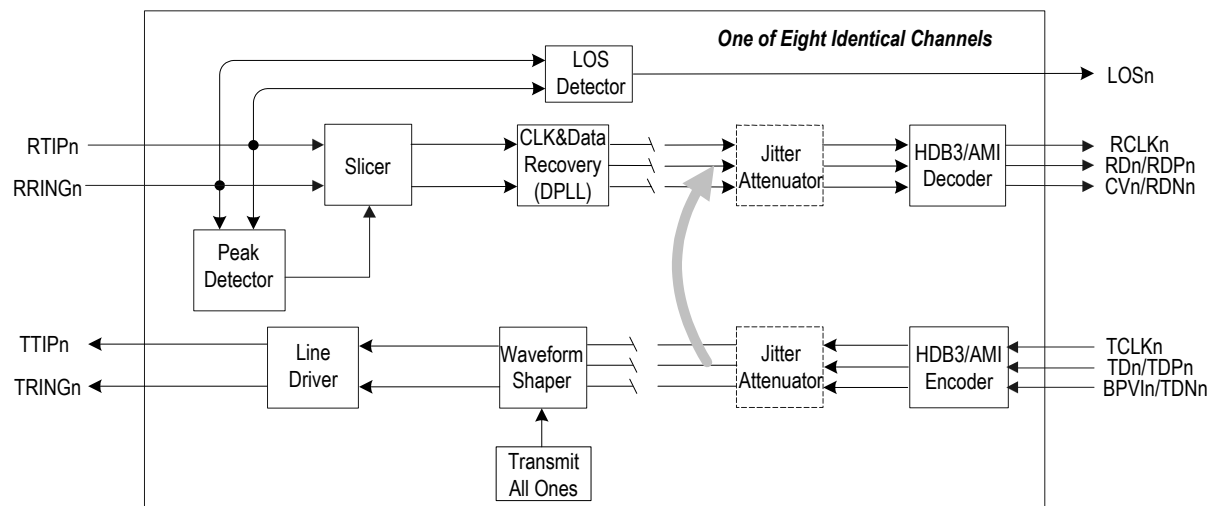 One of Eight Identical Channels
LOS
Detector
LOSn
RTIPn
RRINGn
Slicer
CLK&Data
Recovery
(DPLL)
Jitter
Attenuator
HDB3/AMI
Decoder
RCLKn
RDn/RDPn
CVn/RDNn
Peak
Detector
TTIPn
TRINGn
Line
Driver
Waveform
Shaper
Jitter
Attenuator
HDB3/AMI
Encoder
TCLKn
TDn/TDPn
BPVIn/TDNn
Transmit
All Ones